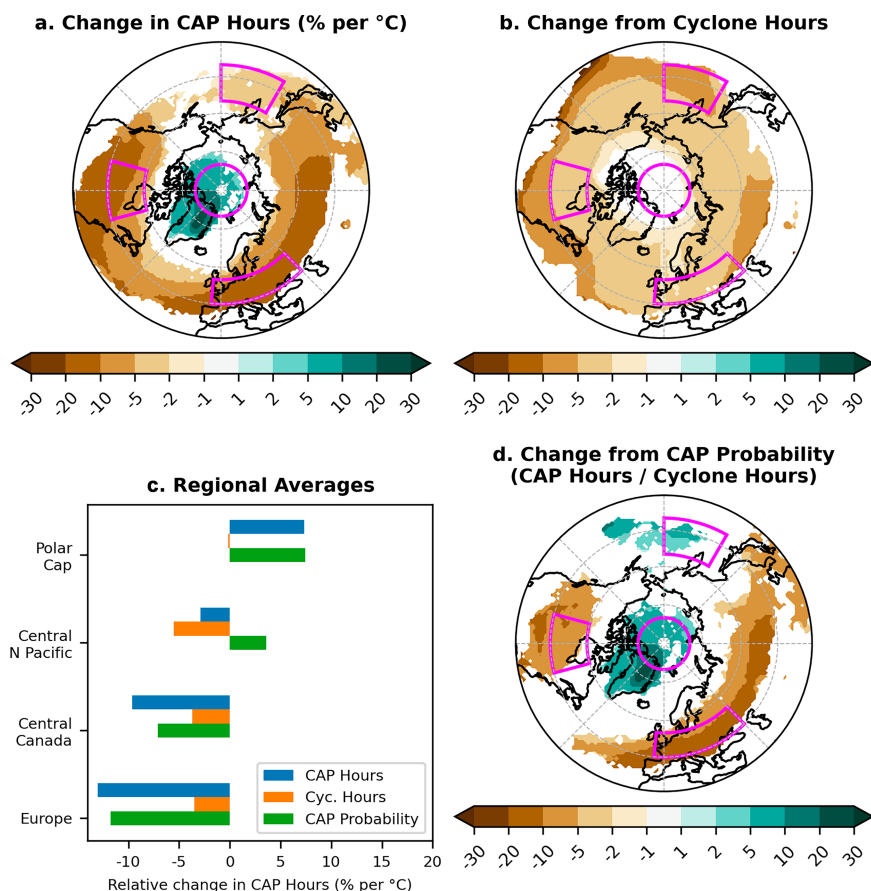 a. Change in CAP Hours (% per °C)
b. Change from Cyclone Hours
-30 -20 -10 -5 -2 -1 1 2 5 10 20 30
-30 -20 -10 -5 -2 -1 1 2 5 10 20 30
c. Regional Averages
Polar
Cap
Central
N Pacific
Central
Canada
Europe
CAP Hours
Cyc. Hours
CAP Probability
-10 -5 0 5 10 15 20
Relative change in CAP Hours (% per °C)
d. Change from CAP Probability
(CAP Hours / Cyclone Hours)
-30 -20 -10 -5 -2 -1 1 2 5 10 20 30